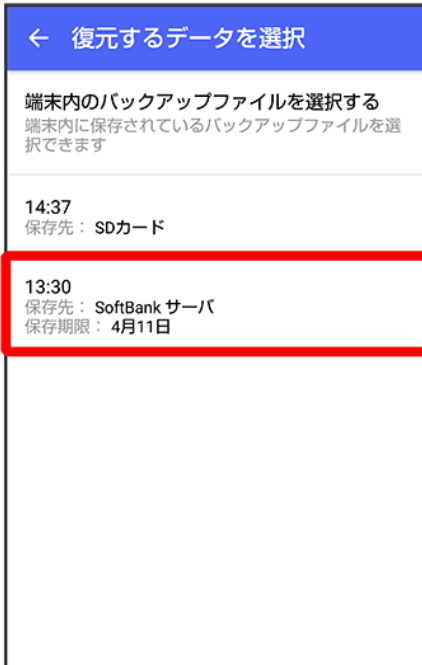 ← 復元するデータを選択
端末内のバックアップファイルを選択する
端末内に保存されているバックアップファイルを選
択できます
14:37
保存先： SDカード
13:30
保存先： SoftBank サーバ
保存期限： 4月11日